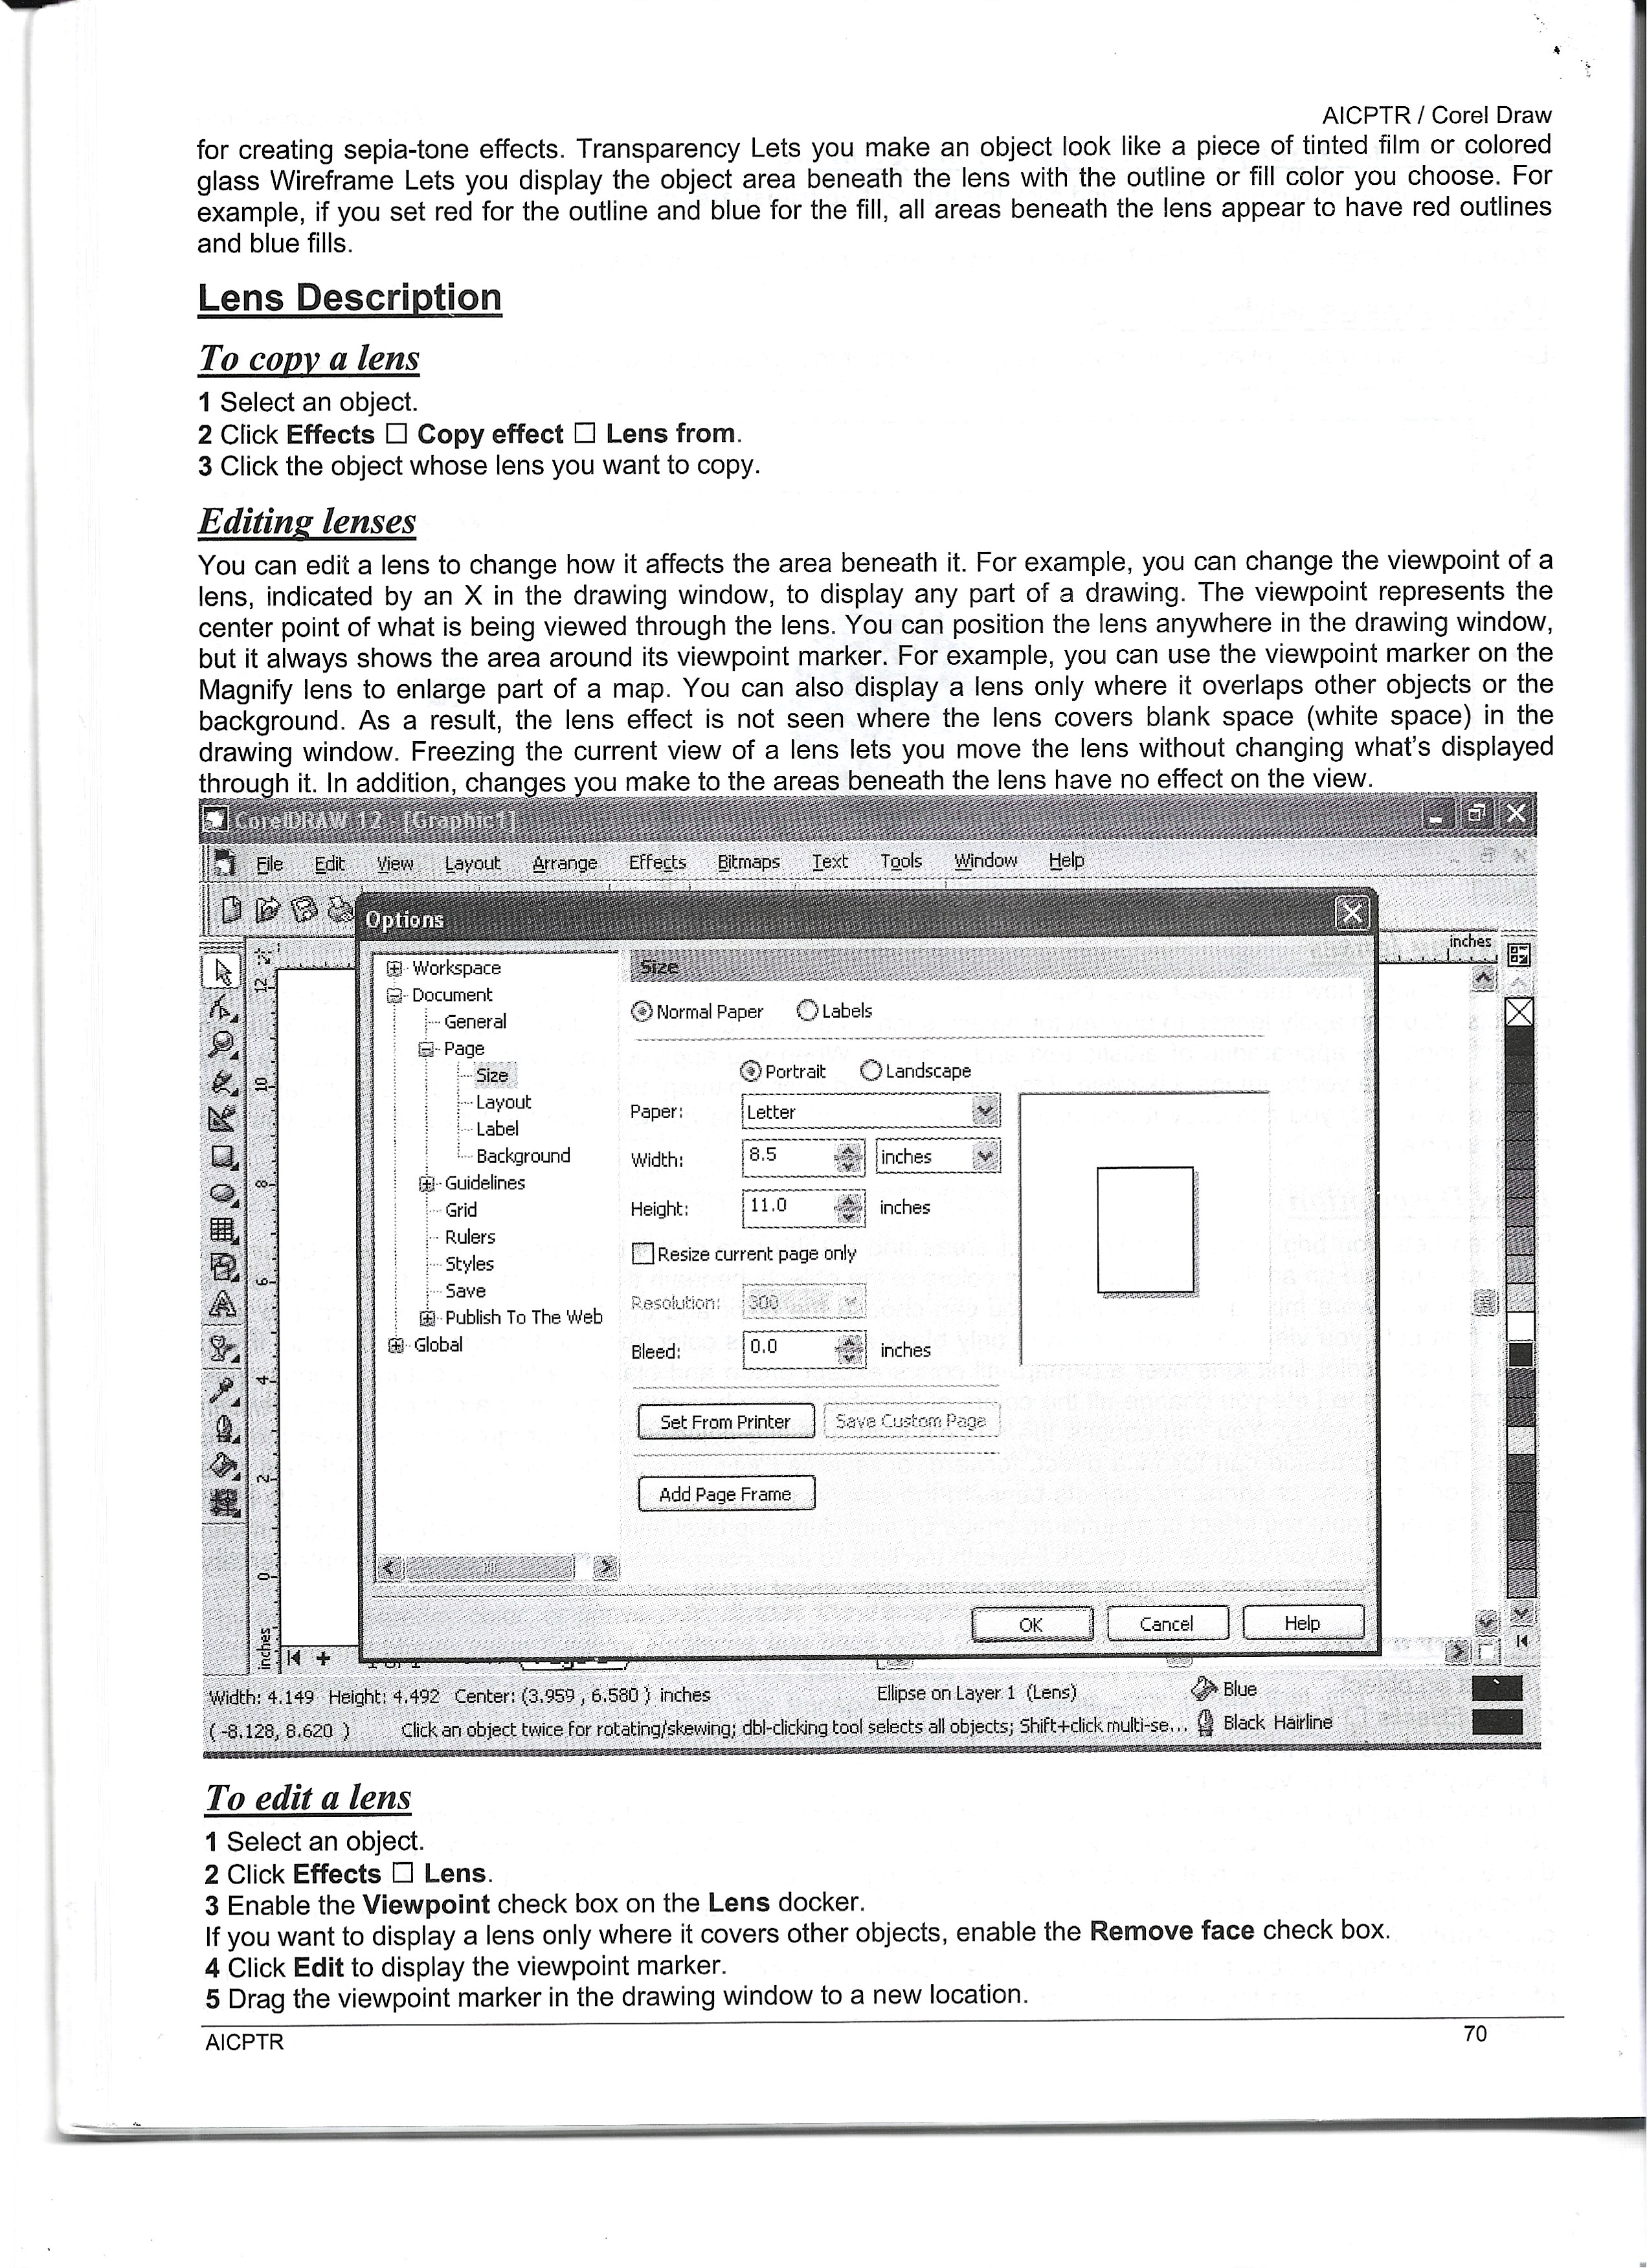 AICPTR / Corel Draw
for creating sepia-tone effects. Transparency Lets you make an object look like a piece of tinted film or colored
glass Wireframe Lets you display the object area beneath the lens with the outline or fill color you choose. For
example, if you set red for the outline and blue for the fill, all areas beneath the lens appear to have red outlines
and blue fills.
Lens Description
To copy a lens
1 Select an object.
2 Click Effects □ Copy effect □ Lens from.
3 Click the object whose lens you want to copy.
Editing lenses
You can edit a lens to change how it affects the area beneath it. For example, you can change the viewpoint of a
lens, indicated by an X in the drawing window, to display any part of a drawing. The viewpoint represents the
center point of what is being viewed through the lens. You can position the lens anywhere in the drawing window,
but it always shows the area around its viewpoint marker. For example, you can use the viewpoint marker on the
Magnify lens to enlarge part of a map. You can also display a lens only where it overlaps other objects or the
background. As a result, the lens effect is not seen where the lens covers blank space (white space) in the
drawing window. Freezing the current view of a lens lets you move the lens without changing what's displayed
through it. In addition, changes you make to the areas beneath the lens have no effect on the view.
CorelDRAW 12 - [Graphic1]
File Edit View Layout Arrange Effects Bitmaps Text Tools Window Help
Options
inches
Workspace
Document
General
Page
Size
Layout
Label
Background
Guidelines
Grid
Rulers
Styles
Save
Publish To The Web
Global
Size
Normal Paper Labels
Portrait Landscape
Paper: Letter
Width: 8.5 inches
Height: 11.0 inches
Resize current page only
Resolution: 300
Bleed: 0.0 inches
Set From Printer Save Custom Page
Add Page Frame
OK Cancel Help
12
10
8
6
4
2
0
inches
Width: 4.149 Height: 4.492 Center: (3.959 , 6.580 ) inches Ellipse on Layer 1 (Lens) Blue
( -8.128, 8.620 ) Click an object twice for rotating/skewing; dbl-clicking tool selects all objects; Shift+click multi-se... Black Hairline
To edit a lens
1 Select an object.
2 Click Effects □ Lens.
3 Enable the Viewpoint check box on the Lens docker.
If you want to display a lens only where it covers other objects, enable the Remove face check box.
4 Click Edit to display the viewpoint marker.
5 Drag the viewpoint marker in the drawing window to a new location.
AICPTR 70